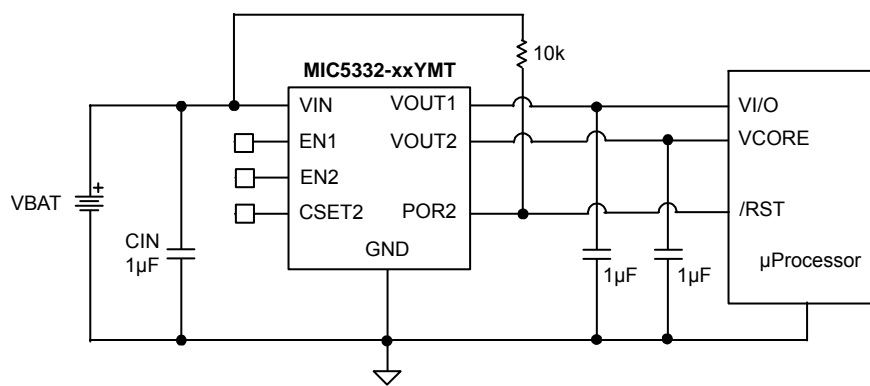 10k
MIC5332-xxYMT
VIN
VOUT1
VI/O
EN1
VOUT2
VCORE
EN2
VBAT
+
CSET2
POR2
/RST
CIN
1µF
GND
1µF
1µF
µProcessor